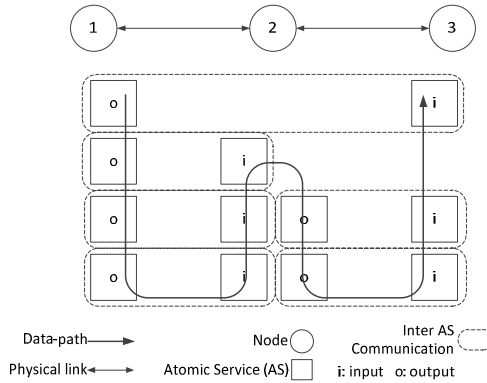 1 2 3
o i
o i
o i o i
o i o i
Data-path
Node
Inter AS
Communication
Physical link
Atomic Service (AS)
i: input o: output